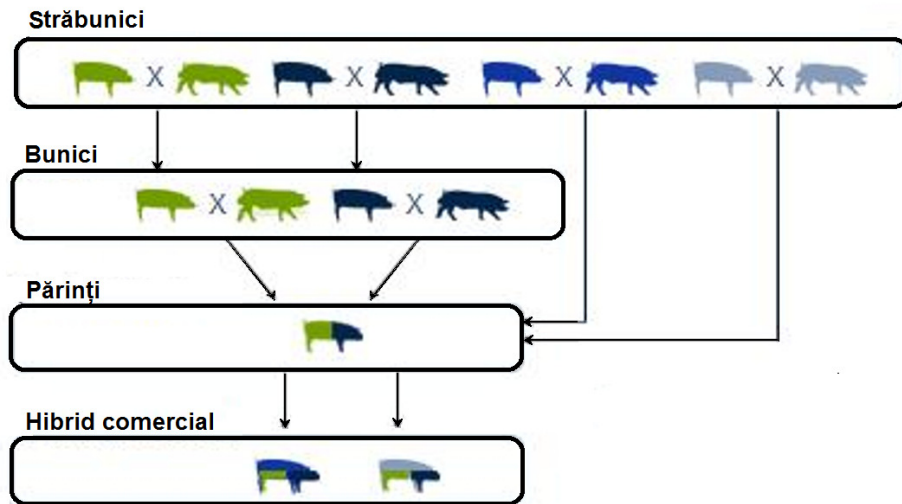 Străbunici
X X X X
Bunici
X X
Părinți
Hibrid comercial